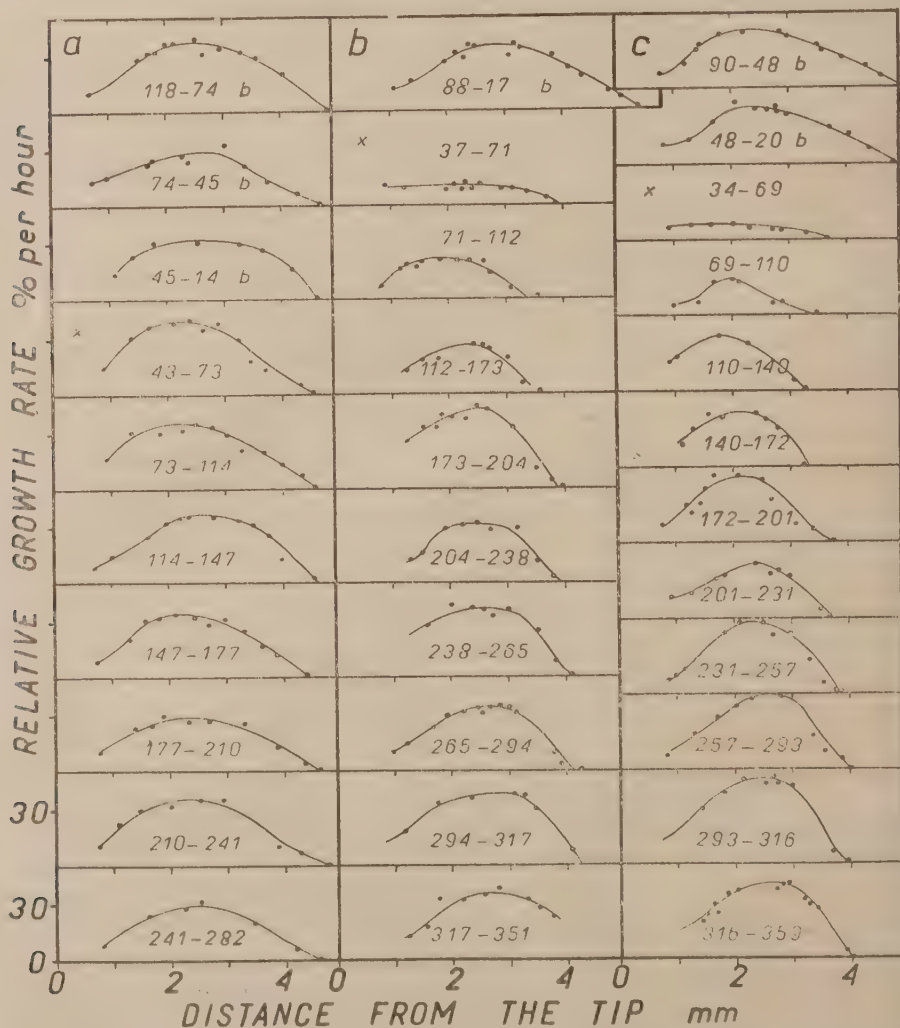 RELATIVE GROWTH RATE % per hour
a
118-74 b
74-45 b
45-14 b
x
43-73
73-114
114-147
147-177
177-210
30
210-241
30
241-282
0
b
88-17 b
x
37-71
71-112
112-173
173-204
204-238
238-265
265-294
294-317
317-351
c
90-48 b
48-20 b
x
34-69
69-110
110-140
140-172
172-201
201-231
231-257
257-293
293-316
0 2 4 0 2 4 0 2 4
DISTANCE FROM THE TIP mm